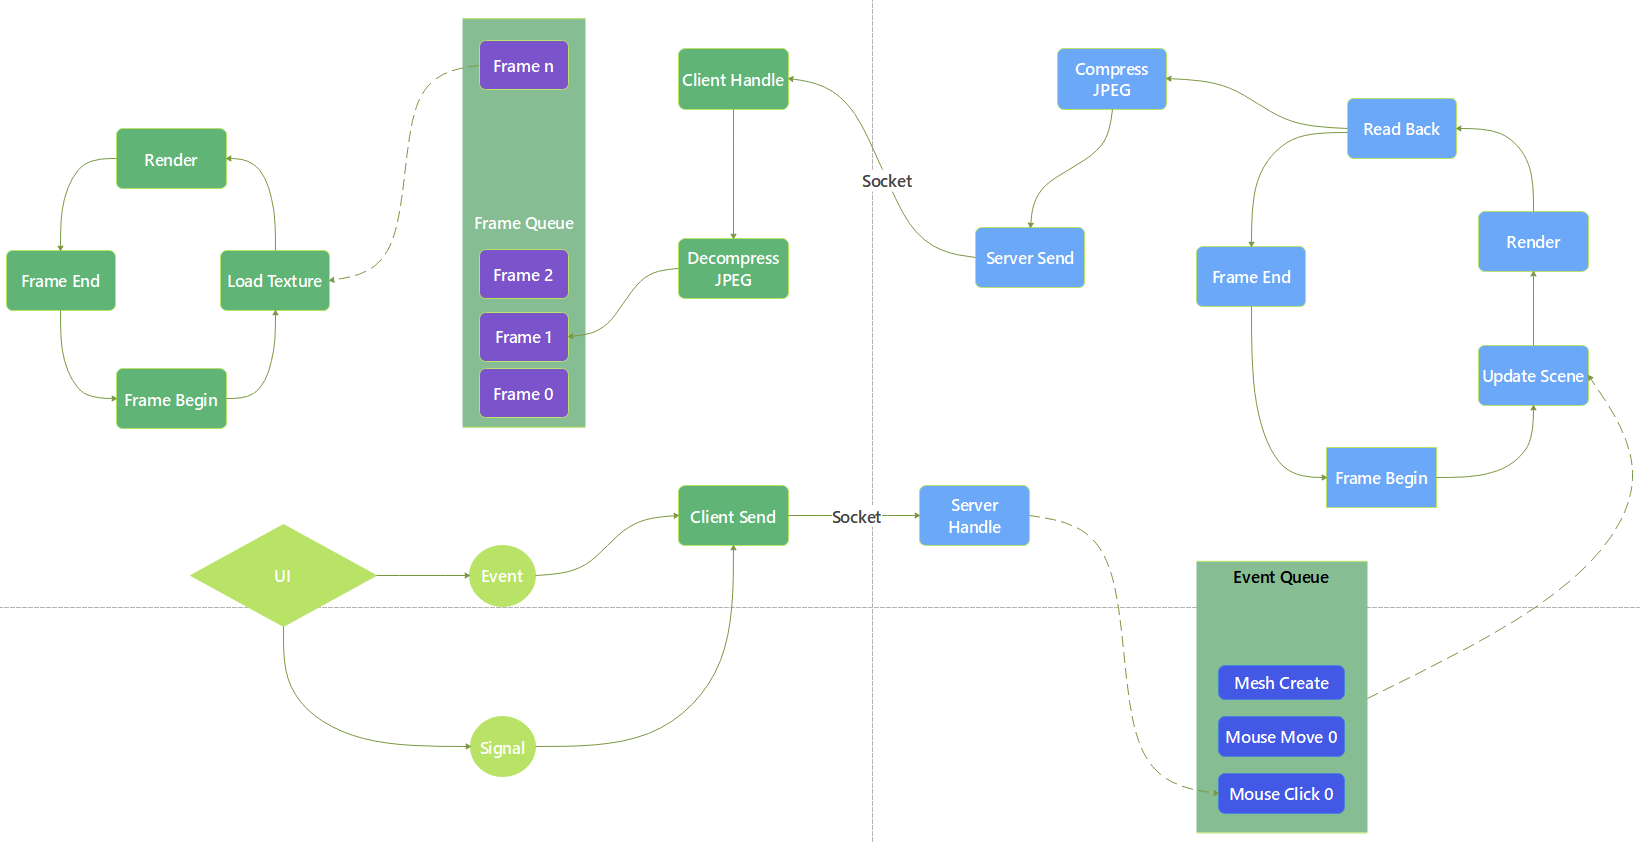 Frame n
Client Handle
Compress
JPEG
Read Back
Render
Socket
Frame Queue
Render
Frame End
Load Texture
Frame 2
Decompress
JPEG
Server Send
Frame End
Frame 1
Update Scene
Frame Begin
Frame 0
Frame Begin
Client Send
Socket
Server
Handle
UI
Event
Event Queue
Mesh Create
Mouse Move 0
Signal
Mouse Click 0